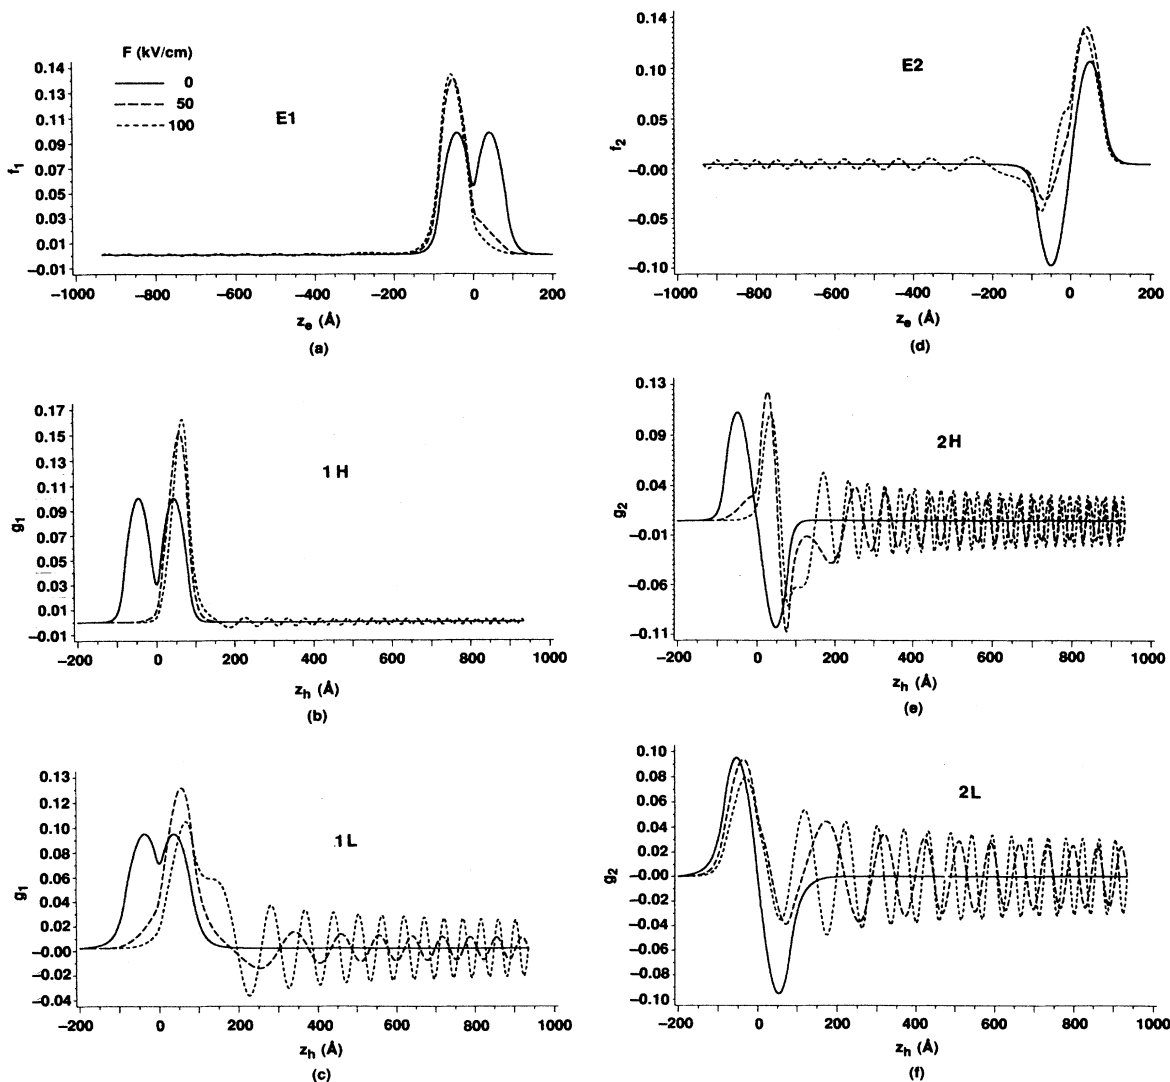 F (kV/cm)
0
50
100
E1
f1
0.14
0.13
0.11
0.09
0.07
0.05
0.03
0.01
−0.01
−1000 −800 −600 −400 −200 0 200
ze (Å)
(a)
E2
f2
0.14
0.10
0.05
−0.00
−0.05
−0.10
−1000 −800 −600 −400 −200 0 200
ze (Å)
(d)
1H
g1
0.17
0.15
0.13
0.11
0.09
0.07
0.05
0.03
0.01
−0.01
−200 0 200 400 600 800 1000
zh (Å)
(b)
2H
g2
0.13
0.09
0.04
−0.01
−0.06
−0.11
−200 0 200 400 600 800 1000
zh (Å)
(e)
1L
g1
0.13
0.12
0.10
0.08
0.06
0.04
0.02
−0.00
−0.02
−0.04
−200 0 200 400 600 800 1000
zh (Å)
(c)
2L
g2
0.10
0.08
0.06
0.04
0.02
−0.00
−0.02
−0.04
−0.06
−0.08
−0.10
−200 0 200 400 600 800 1000
zh (Å)
(f)